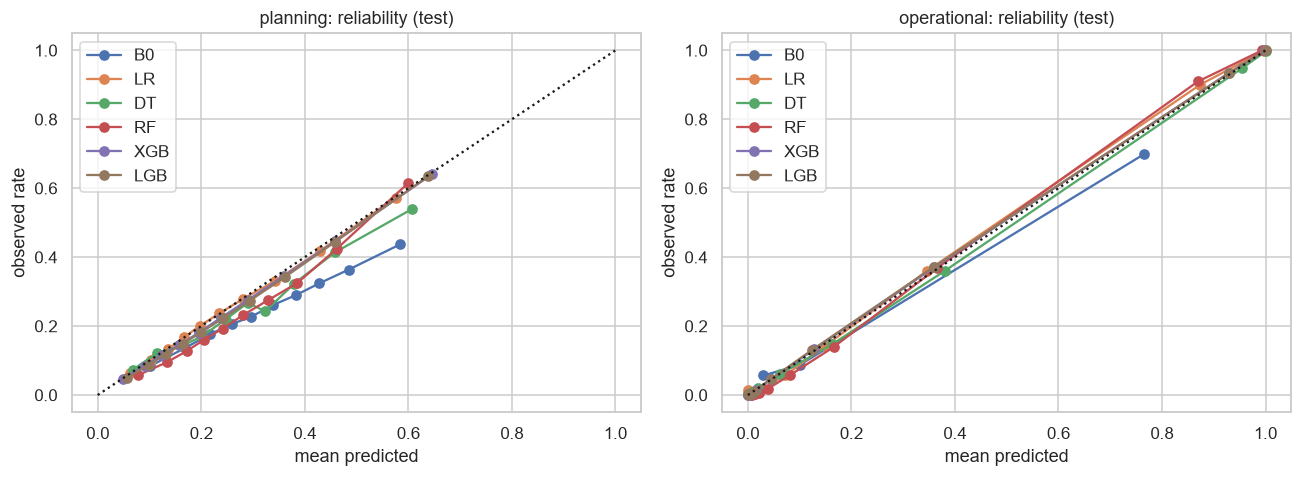 planning: reliability (test)
1.0
0.8
0.6
0.4
0.2
0.0
observed rate
B0
LR
DT
RF
XGB
LGB
0.0 0.2 0.4 0.6 0.8 1.0
mean predicted
operational: reliability (test)
1.0
0.8
0.6
0.4
0.2
0.0
observed rate
B0
LR
DT
RF
XGB
LGB
0.0 0.2 0.4 0.6 0.8 1.0
mean predicted